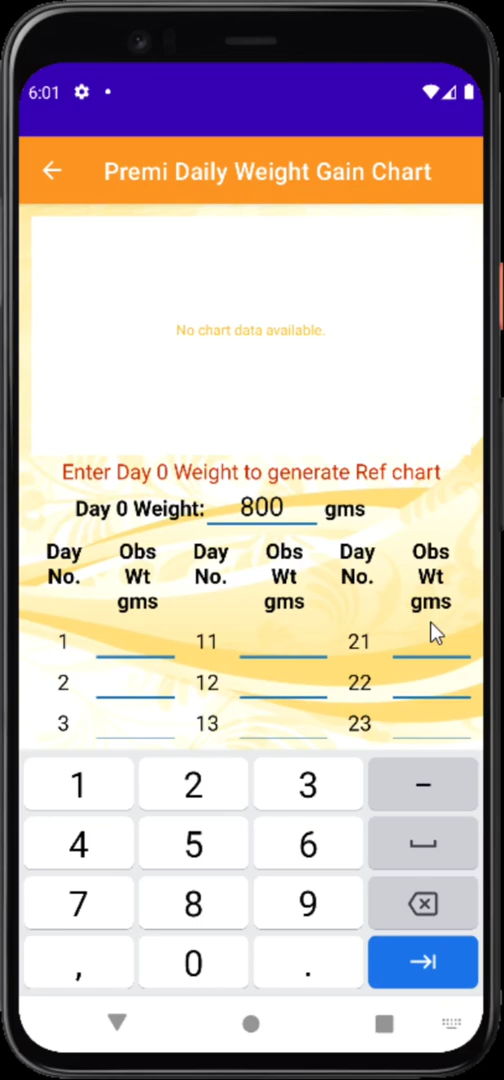 6:01
Premi Daily Weight Gain Chart
No chart data available.
Enter Day 0 Weight to generate Ref chart
Day 0 Weight: 800 gms
Day Obs Day Obs Day Obs
No. Wt No. Wt No. Wt
gms gms gms
1 11 21
2 12 22
3 13 23
1 2 3 -
4 5 6
7 8 9
, 0 .